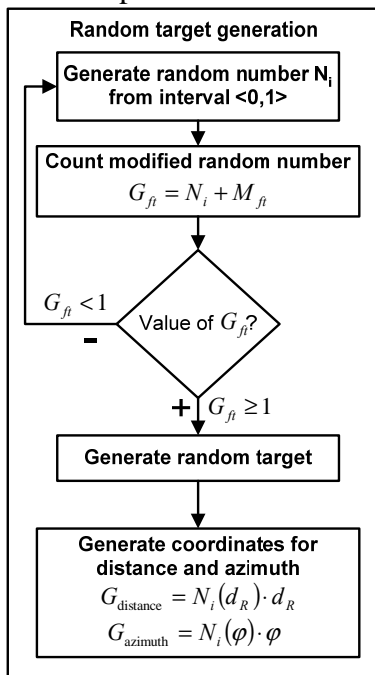 Random target generation
Generate random number N_i
from interval <0,1>
Count modified random number
G_ft = N_i + M_ft
G_ft < 1
Value of G_ft?
-
+ G_ft ≥ 1
Generate random target
Generate coordinates for
distance and azimuth
G_distance = N_i(d_R) · d_R
G_azimuth = N_i(φ) · φ